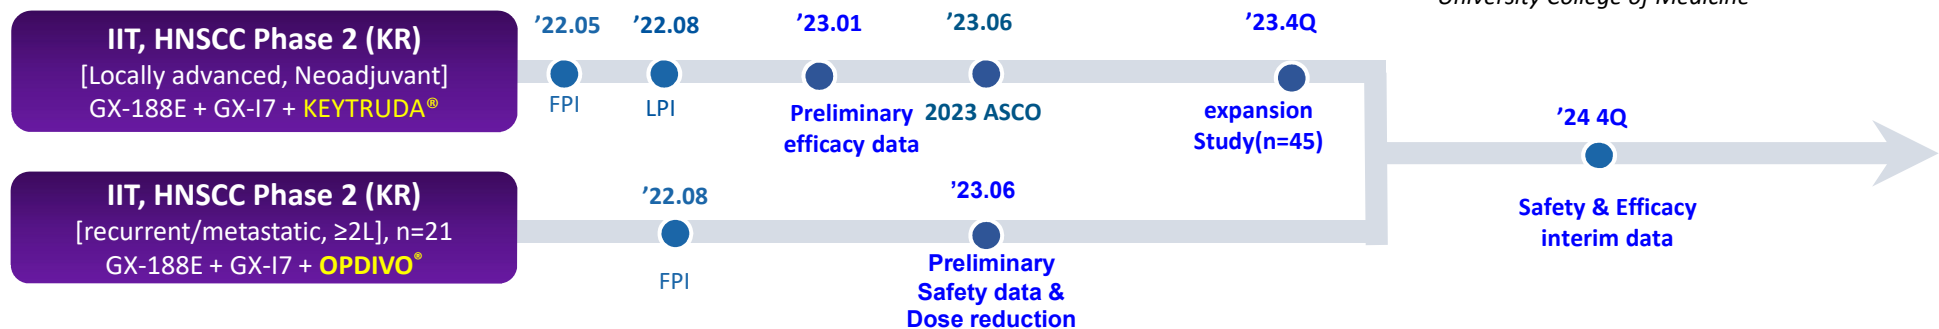 University College of Medicine
IIT, HNSCC Phase 2 (KR)
[Locally advanced, Neoadjuvant]
GX-188E + GX-I7 + KEYTRUDA®
’22.05
FPI
’22.08
LPI
’23.01
Preliminary
efficacy data
’23.06
2023 ASCO
’23.4Q
expansion
Study(n=45)
IIT, HNSCC Phase 2 (KR)
[recurrent/metastatic, ≥2L], n=21
GX-188E + GX-I7 + OPDIVO®
’22.08
FPI
’23.06
Preliminary
Safety data &
Dose reduction
’24 4Q
Safety & Efficacy
interim data